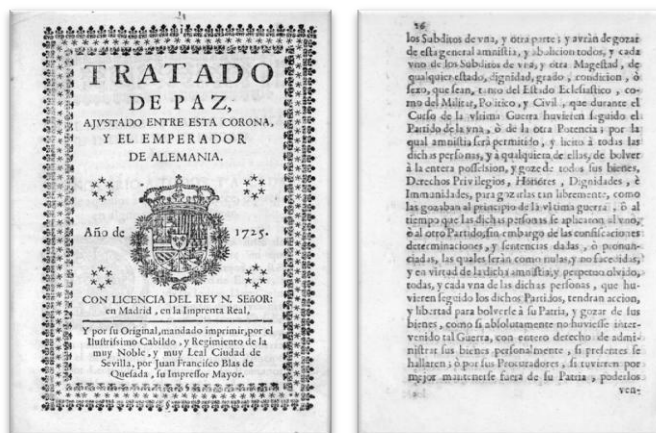 TRATADO
DE PAZ,
AJVSTADO ENTRE ESTA CORONA,
Y EL EMPERADOR
DE ALEMANIA.
Año de 1725.
CON LICENCIA DEL REY N. SEñOR:
en Madrid, en la Imprenta Real,
Y por su Original, mandado imprimir, por el
Ilustrissimo Cabildo, y Regimiento de la
muy Noble, y muy Leal Ciudad de
Sevilla, por Juan Francisco Blas de
Quesada, su Impressor Mayor.
26
los Subditos de vna, y otra parte; y avràn de gozar
de esta general amnistia, y abolicion todos, y cada
vno de los Subditos de vna, y otra Magestad, de
qualquier estado, dignidad, grado, condicion, ò
sexo, que sean, tanto del Estado Eclesiastico, co-
mo del Militar, Politico, y Civil, que durante el
Curso de la vltima Guerra huvieren seguido el
Partido de la vna, ò de la otra Potencia; por la
qual amnistia serà permitido, y licito à todas las
dichas personas, y à qualquiera de ellas, de bolver
à la entera possession, y goze de todos sus bienes,
Derechos Privilegios, Honores, Dignidades, è
Immunidades, para gozarlas tan libremente, como
las gozaban al principio de la vltima guerra, ò al
tiempo que las dichas personas se aplicaron al vno,
ò al otro Partido, sin embargo de las confiscaciones
determinaciones, y sentencias dadas, ò pronun-
ciadas, las quales seràn como nulas, y no sucedidas,
y en virtud de la dicha amnistia, y perpetuo olvido,
todas, y cada vna de las dichas personas, que hu-
vieren seguido los dichos Partidos, tendran accion,
y libertad para bolverse à su Patria, y gozar de sus
bienes, como si absolutamente no huviesse inter-
venido tal Guerra, con entero derecho de admi-
nistrar sus bienes personalmente, si presentes se
hallaren; ò por sus Procuradores, si tuvieren por
mejor mantenerse fuera de su Patria, poderlos
ven-